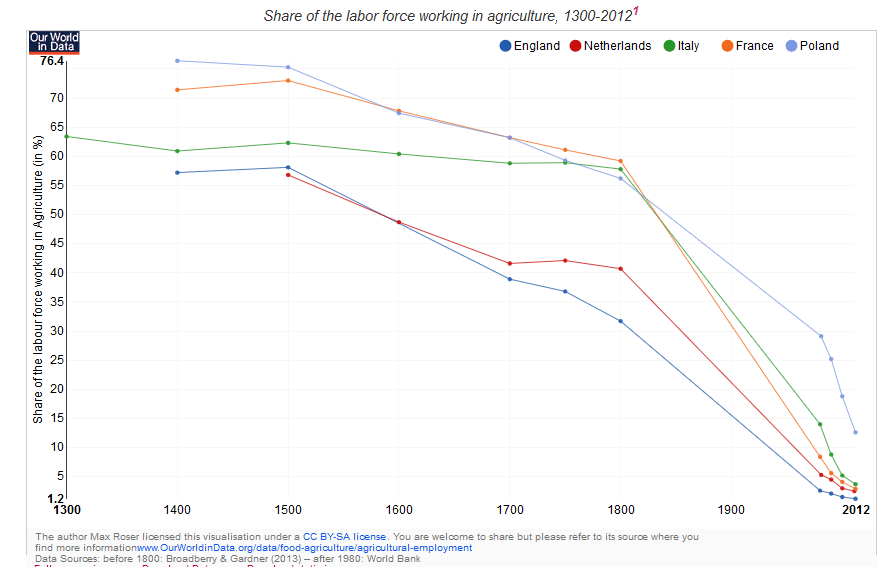 Share of the labor force working in agriculture, 1300-2012¹
Our World
in Data
England Netherlands Italy France Poland
76.4
70
65
60
55
50
45
40
35
30
25
20
15
10
5
1.2
Share of the labour force working in Agriculture (in %)
1300 1400 1500 1600 1700 1800 1900 2012
The author Max Roser licensed this visualisation under a CC BY-SA license. You are welcome to share but please refer to its source where you
find more informationwww.OurWorldinData.org/data/food-agriculture/agricultural-employment
Data Sources: before 1800: Broadberry & Gardner (2013) – after 1980: World Bank